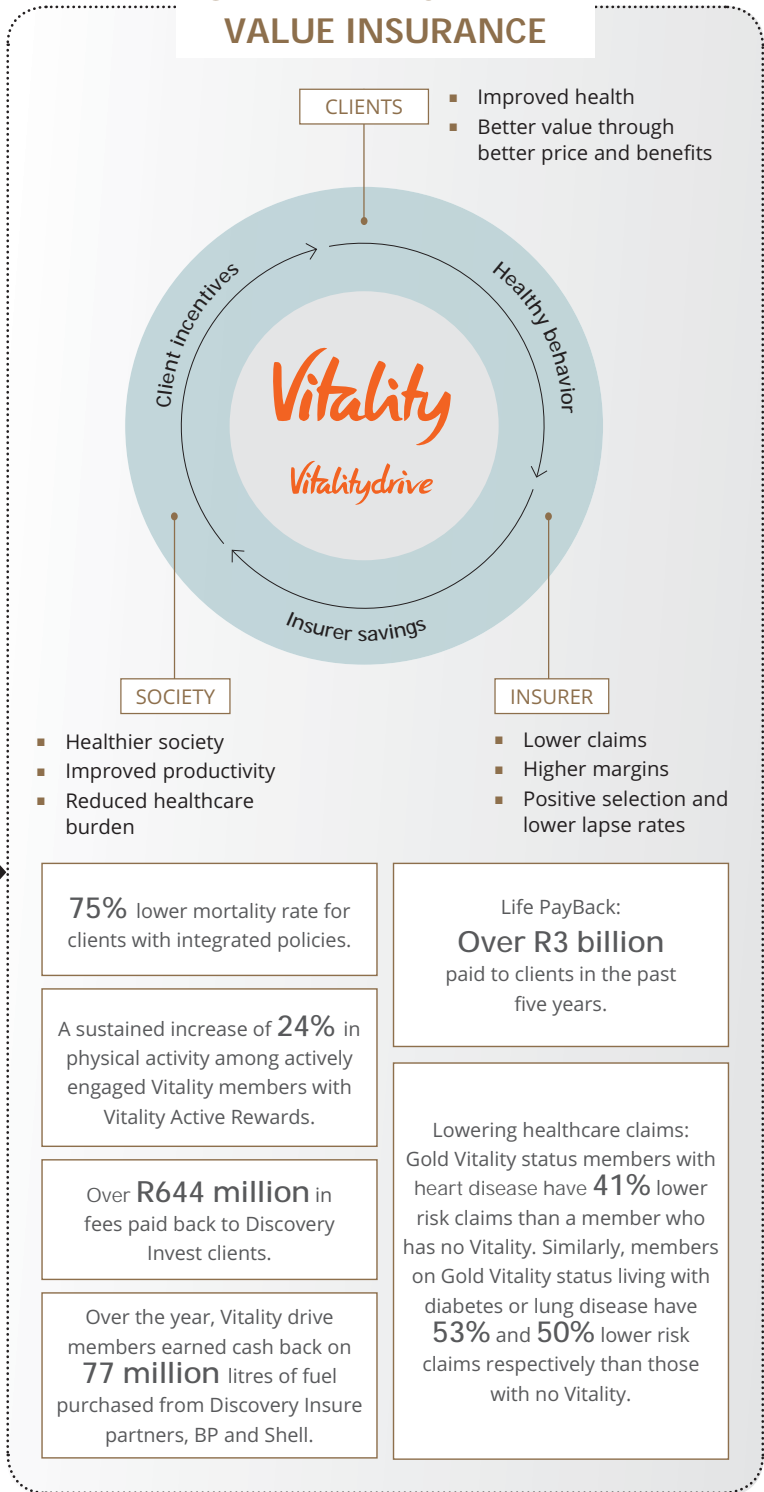 VALUE INSURANCE
CLIENTS
▪ Improved health
▪ Better value through
better price and benefits
Client incentives
Healthy behavior
Vitality
Vitalitydrive
Insurer savings
SOCIETY
▪ Healthier society
▪ Improved productivity
▪ Reduced healthcare
burden
INSURER
▪ Lower claims
▪ Higher margins
▪ Positive selection and
lower lapse rates
75% lower mortality rate for
clients with integrated policies.
A sustained increase of 24% in
physical activity among actively
engaged Vitality members with
Vitality Active Rewards.
Over R644 million in
fees paid back to Discovery
Invest clients.
Over the year, Vitality drive
members earned cash back on
77 million litres of fuel
purchased from Discovery Insure
partners, BP and Shell.
Life PayBack:
Over R3 billion
paid to clients in the past
five years.
Lowering healthcare claims:
Gold Vitality status members with
heart disease have 41% lower
risk claims than a member who
has no Vitality. Similarly, members
on Gold Vitality status living with
diabetes or lung disease have
53% and 50% lower risk
claims respectively than those
with no Vitality.